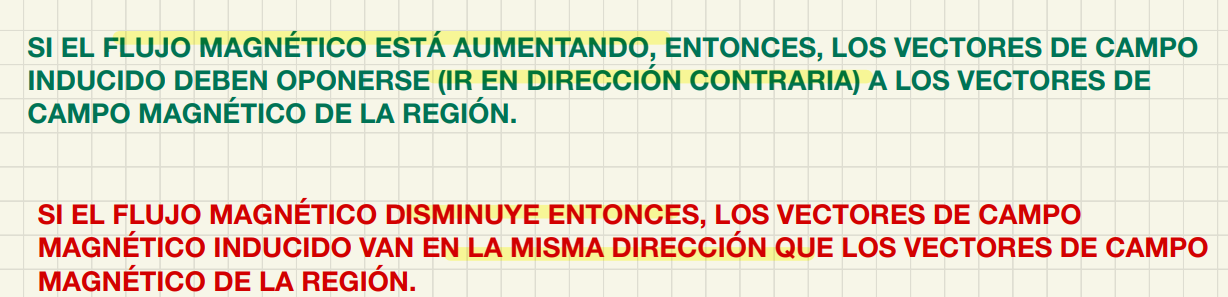 SI EL FLUJO MAGNÉTICO ESTÁ AUMENTANDO, ENTONCES, LOS VECTORES DE CAMPO
INDUCIDO DEBEN OPONERSE (IR EN DIRECCIÓN CONTRARIA) A LOS VECTORES DE
CAMPO MAGNÉTICO DE LA REGIÓN.
SI EL FLUJO MAGNÉTICO DISMINUYE ENTONCES, LOS VECTORES DE CAMPO
MAGNÉTICO INDUCIDO VAN EN LA MISMA DIRECCIÓN QUE LOS VECTORES DE CAMPO
MAGNÉTICO DE LA REGIÓN.